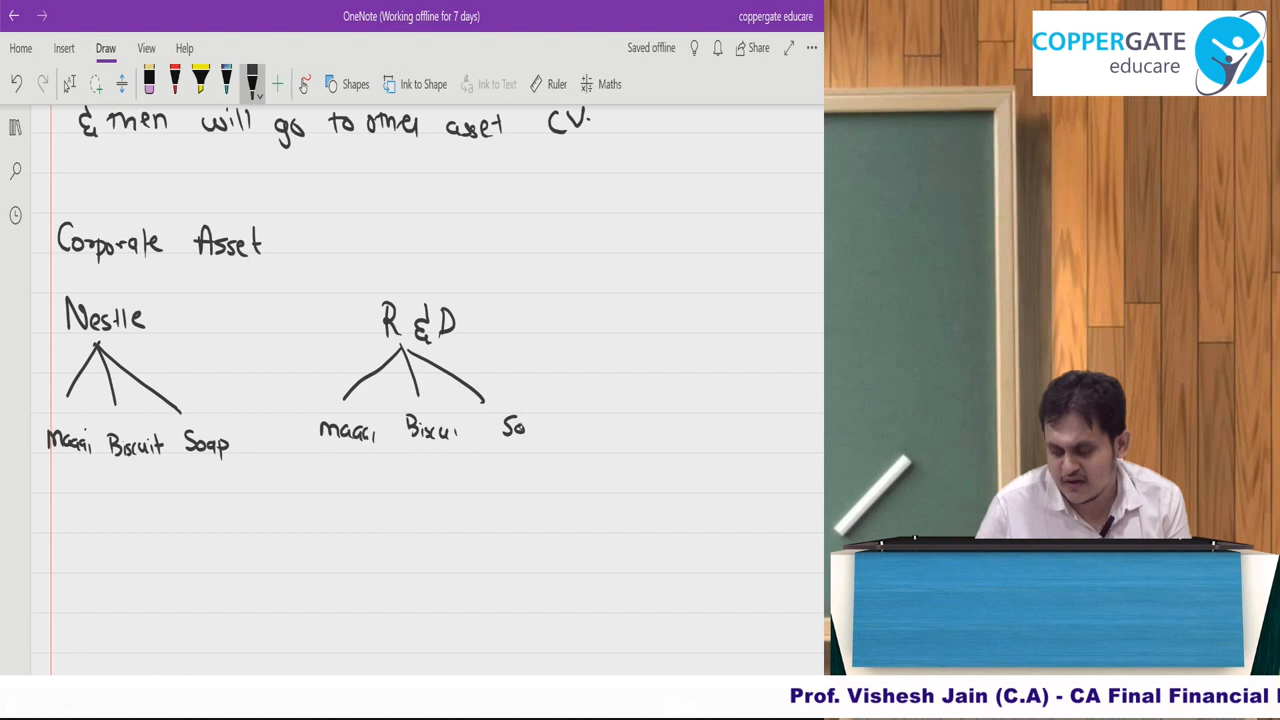 OneNote (Working offline for 7 days)
coppergate educare
Home Insert Draw View Help
Saved offline Share
Shapes Ink to Shape Ink to Text Ruler Maths
COPPERGATE
educare
& then will go to other asset CV.
Corporate Asset
Nestle R & D
Maggi Biscuit Soap
Maggi Biscui So
Prof. Vishesh Jain (C.A) - CA Final Financial